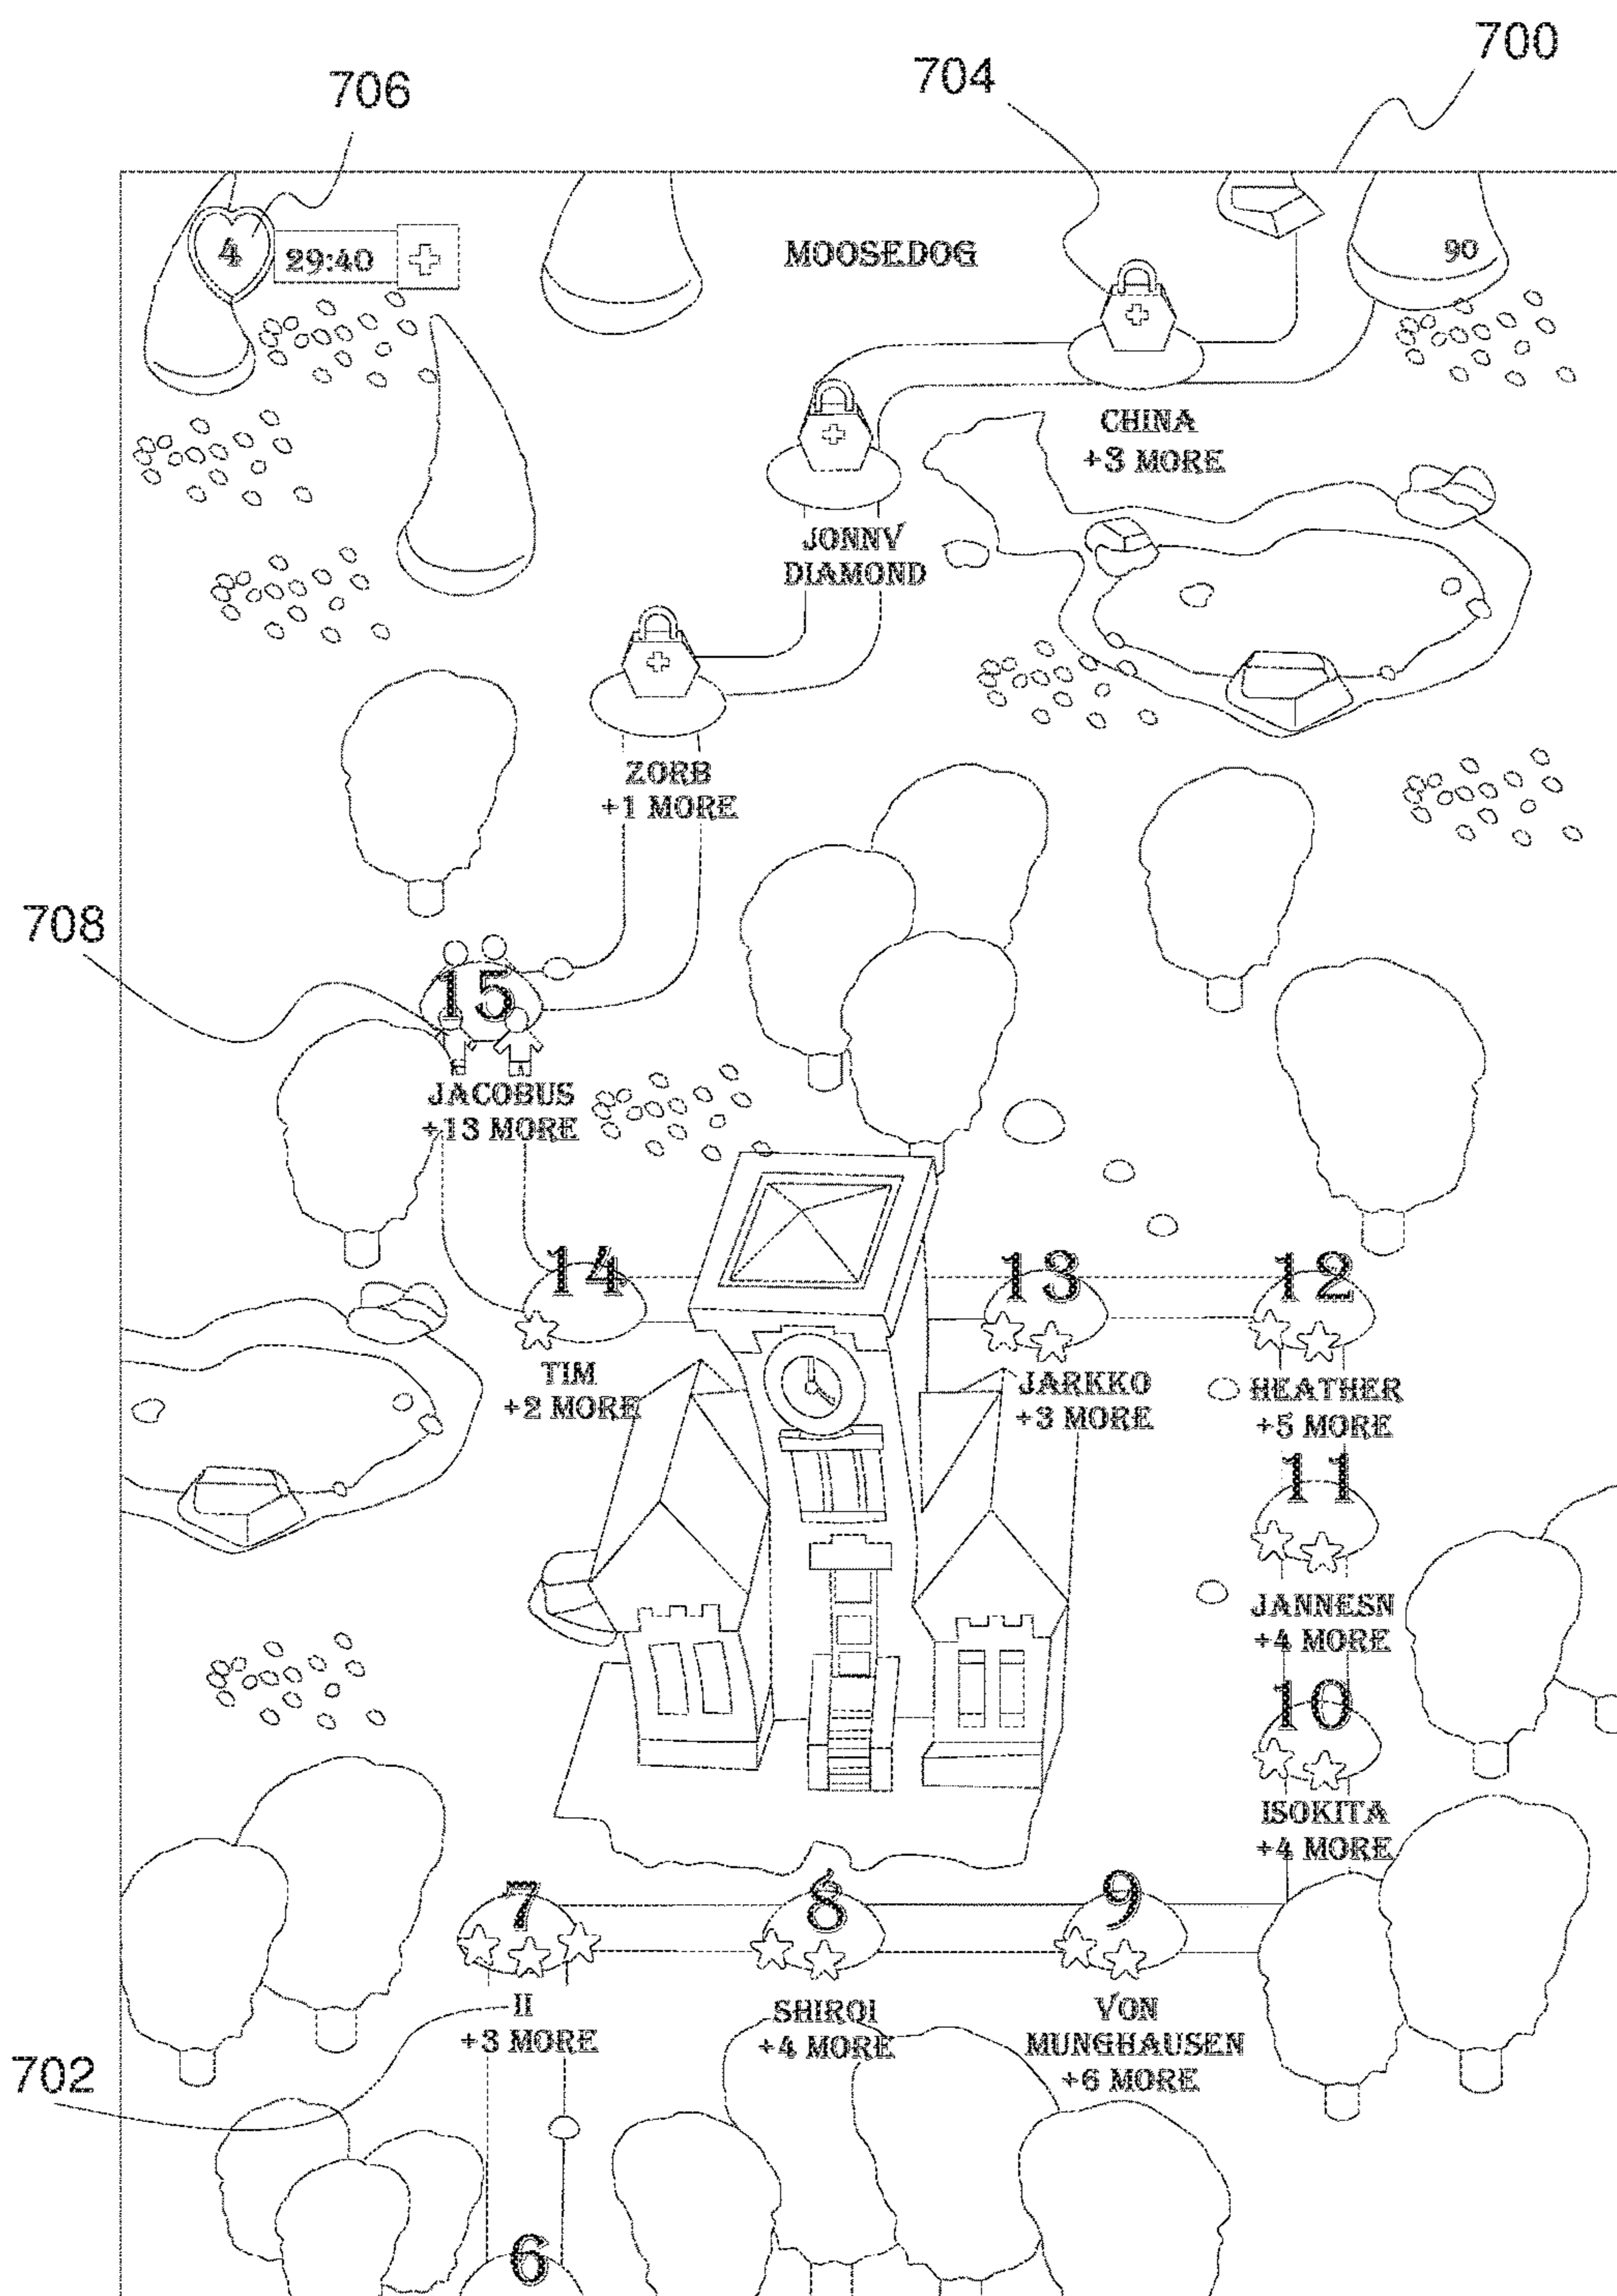 700
704
706
4
29:40
MOOSEDOG
90
CHINA
+3 MORE
JONNY
DIAMOND
ZORB
+1 MORE
708
15
JACOBUS
+13 MORE
14
13
12
TIM
+2 MORE
JARKKO
+3 MORE
HEATHER
+5 MORE
11
JANNESN
+4 MORE
10
ISOKITA
+4 MORE
7
8
9
II
+3 MORE
SHIROI
+4 MORE
VON
MUNGHAUSEN
+6 MORE
702
6